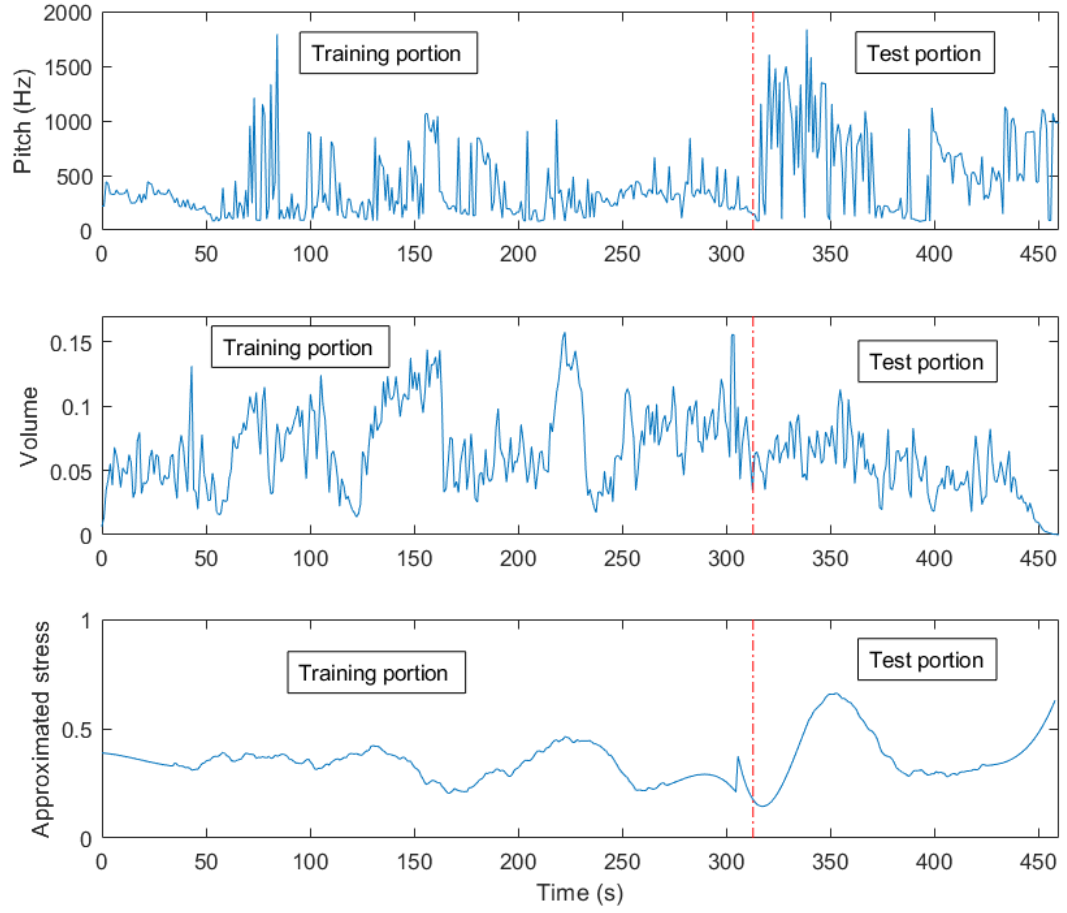 Pitch (Hz)
2000
1500
1000
500
0
Training portion
Test portion
0 50 100 150 200 250 300 350 400 450
Volume
0.15
0.1
0.05
0
Training portion
Test portion
0 50 100 150 200 250 300 350 400 450
Approximated stress
1
0.5
0
Training portion
Test portion
0 50 100 150 200 250 300 350 400 450
Time (s)